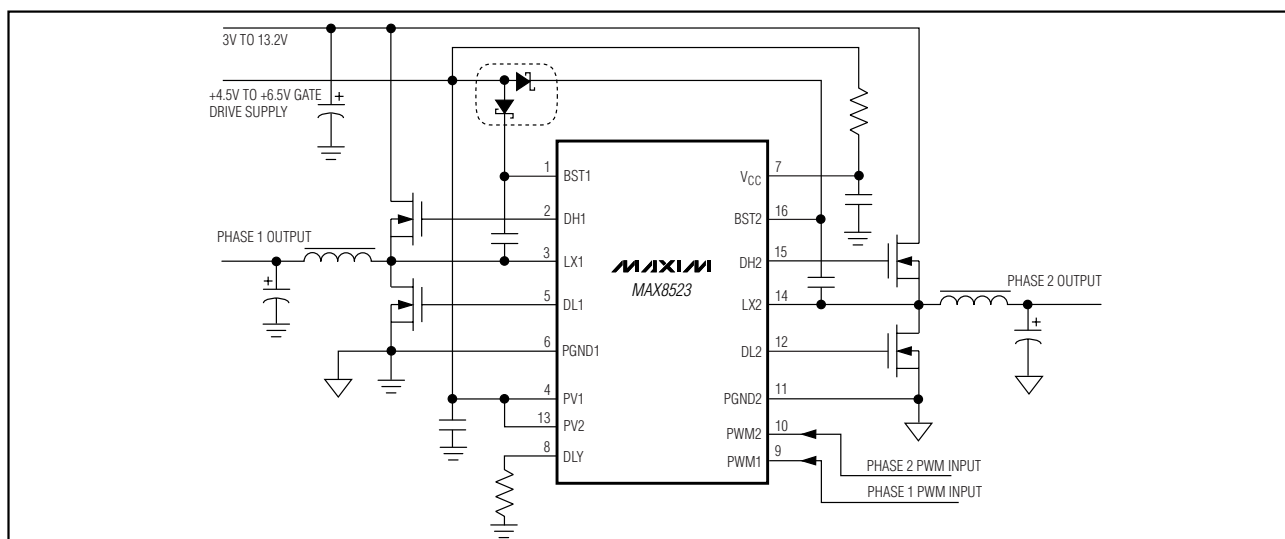 3V TO 13.2V
+4.5V TO +6.5V GATE
DRIVE SUPPLY
+
PHASE 1 OUTPUT
+
1
BST1
2
DH1
3
LX1
5
DL1
6
PGND1
4
PV1
13
PV2
8
DLY
MAXIM
MAX8523
7
VCC
16
BST2
15
DH2
14
LX2
12
DL2
11
PGND2
10
PWM2
9
PWM1
PHASE 2 OUTPUT
+
PHASE 2 PWM INPUT
PHASE 1 PWM INPUT